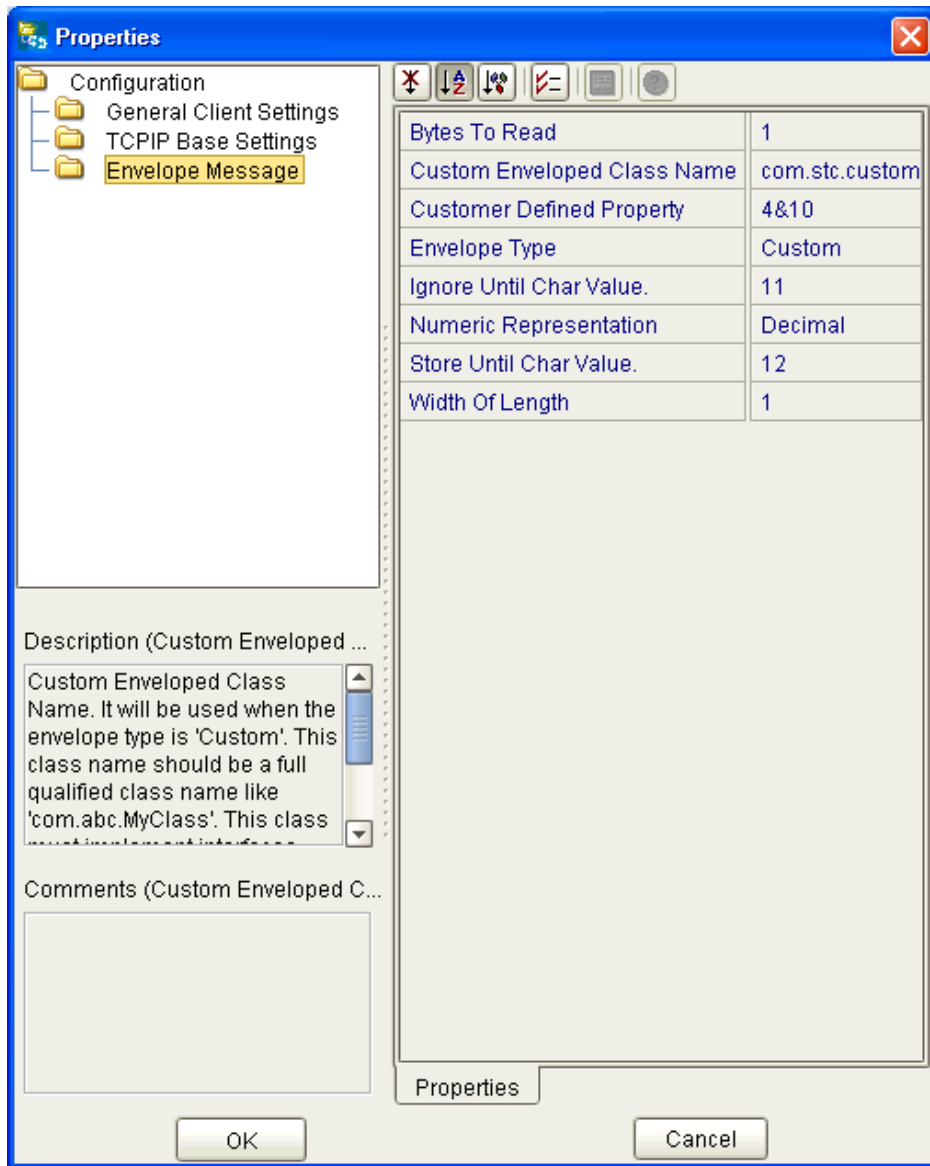 Properties
Configuration
General Client Settings
TCPIP Base Settings
Envelope Message
Bytes To Read 1
Custom Enveloped Class Name com.stc.custom
Customer Defined Property 4&10
Envelope Type Custom
Ignore Until Char Value. 11
Numeric Representation Decimal
Store Until Char Value. 12
Width Of Length 1
Description (Custom Enveloped ...
Custom Enveloped Class
Name. It will be used when the
envelope type is 'Custom'. This
class name should be a full
qualified class name like
'com.abc.MyClass'. This class
must implement interfaces
Comments (Custom Enveloped C...
Properties
OK Cancel